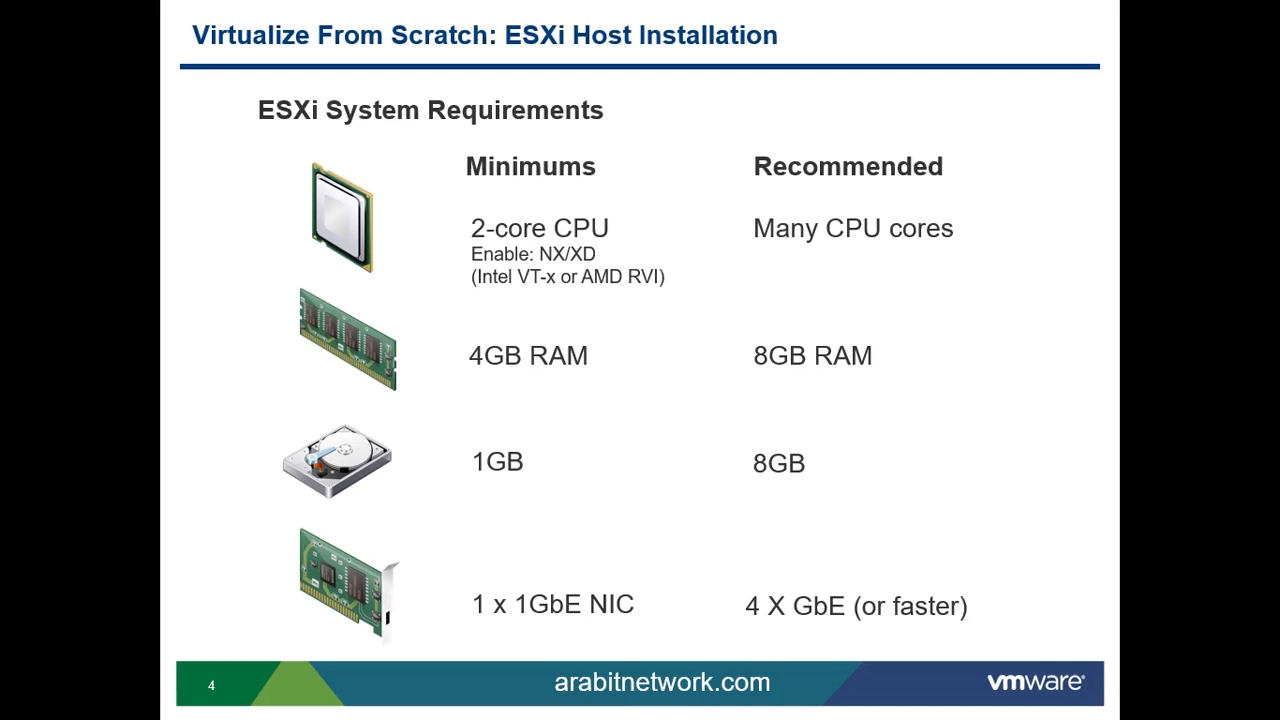 Virtualize From Scratch: ESXi Host Installation
ESXi System Requirements
Minimums
Recommended
2-core CPU
Enable: NX/XD
(Intel VT-x or AMD RVI)
Many CPU cores
4GB RAM
8GB RAM
1GB
8GB
1 x 1GbE NIC
4 X GbE (or faster)
4
arabitnetwork.com
vmware®